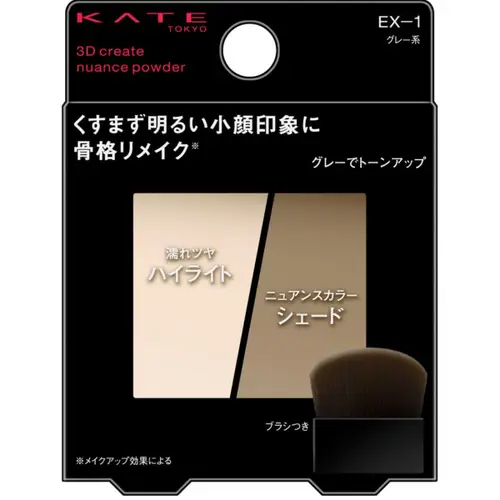 KATE
TOKYO
3D create
nuance powder
EX-1
グレー系
くすまず明るい小顔印象に
骨格リメイク※
グレーでトーンアップ
濡れツヤ
ハイライト
ニュアンスカラー
シェード
ブラシつき
※メイクアップ効果による